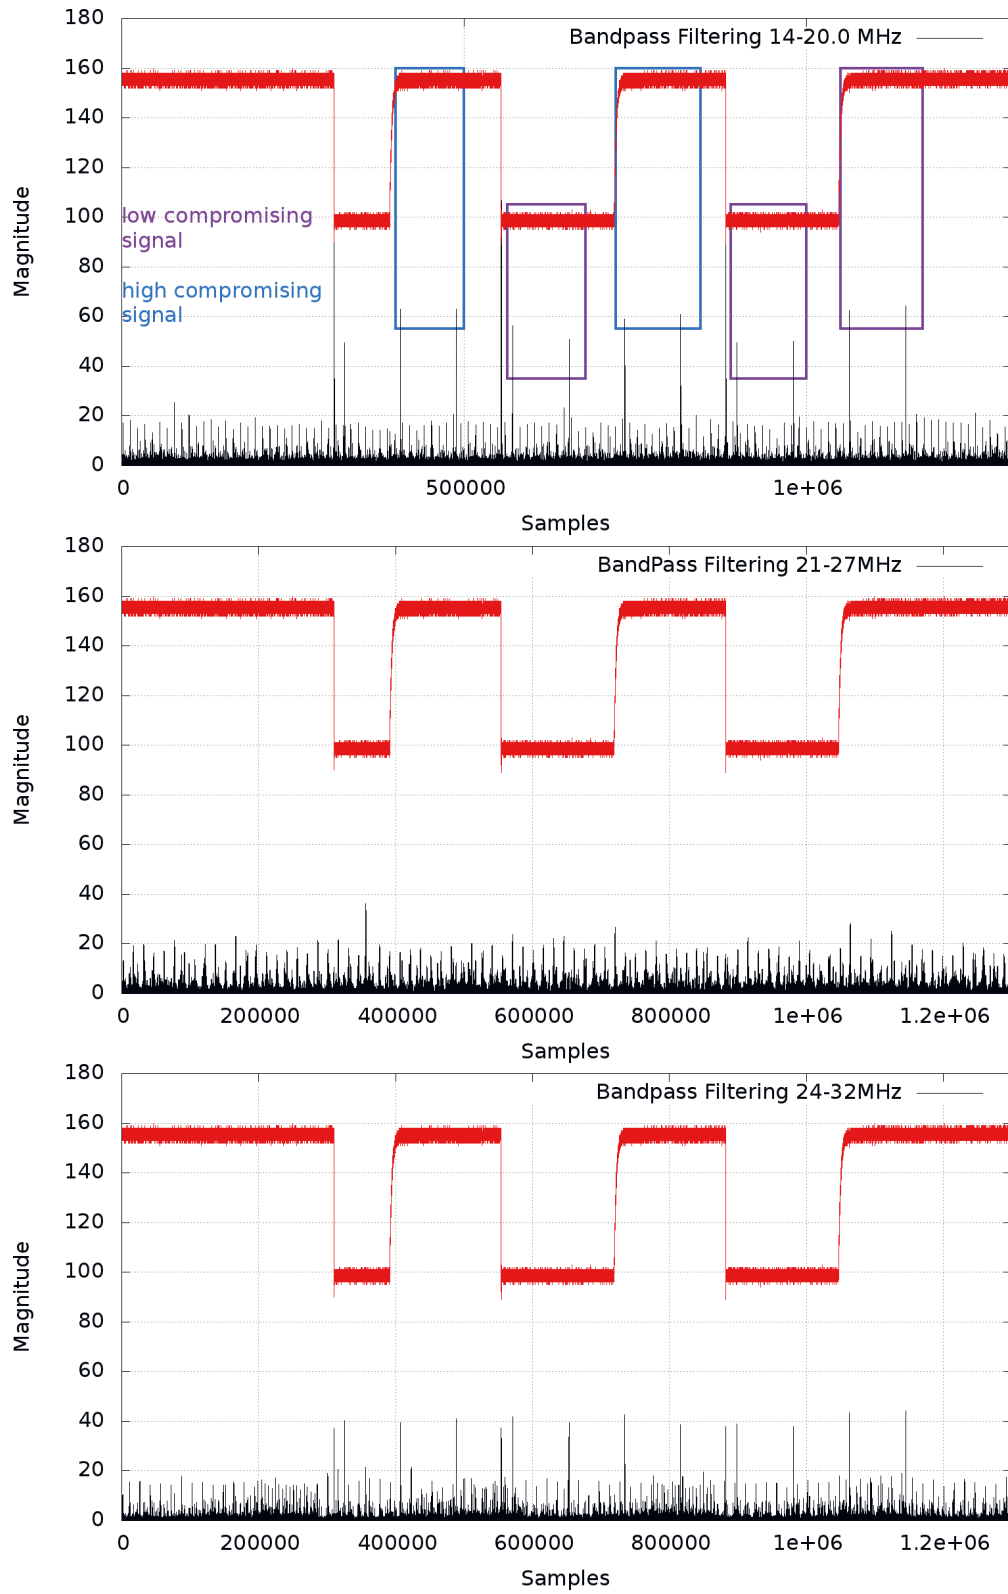 180
Bandpass Filtering 14-20.0 MHz
160
140
120
100
low compromising
signal
80
high compromising
signal
60
40
20
0
0 500000 1e+06
Magnitude
Samples
180
BandPass Filtering 21-27MHz
160
140
120
100
80
60
40
20
0
0 200000 400000 600000 800000 1e+06 1.2e+06
Magnitude
Samples
180
Bandpass Filtering 24-32MHz
160
140
120
100
80
60
40
20
0
0 200000 400000 600000 800000 1e+06 1.2e+06
Magnitude
Samples